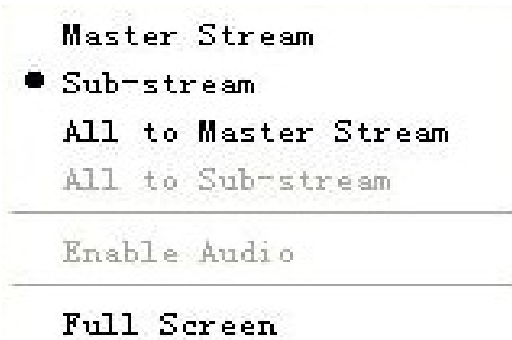 Master Stream
Sub-stream
All to Master Stream
All to Sub-stream
Enable Audio
Full Screen